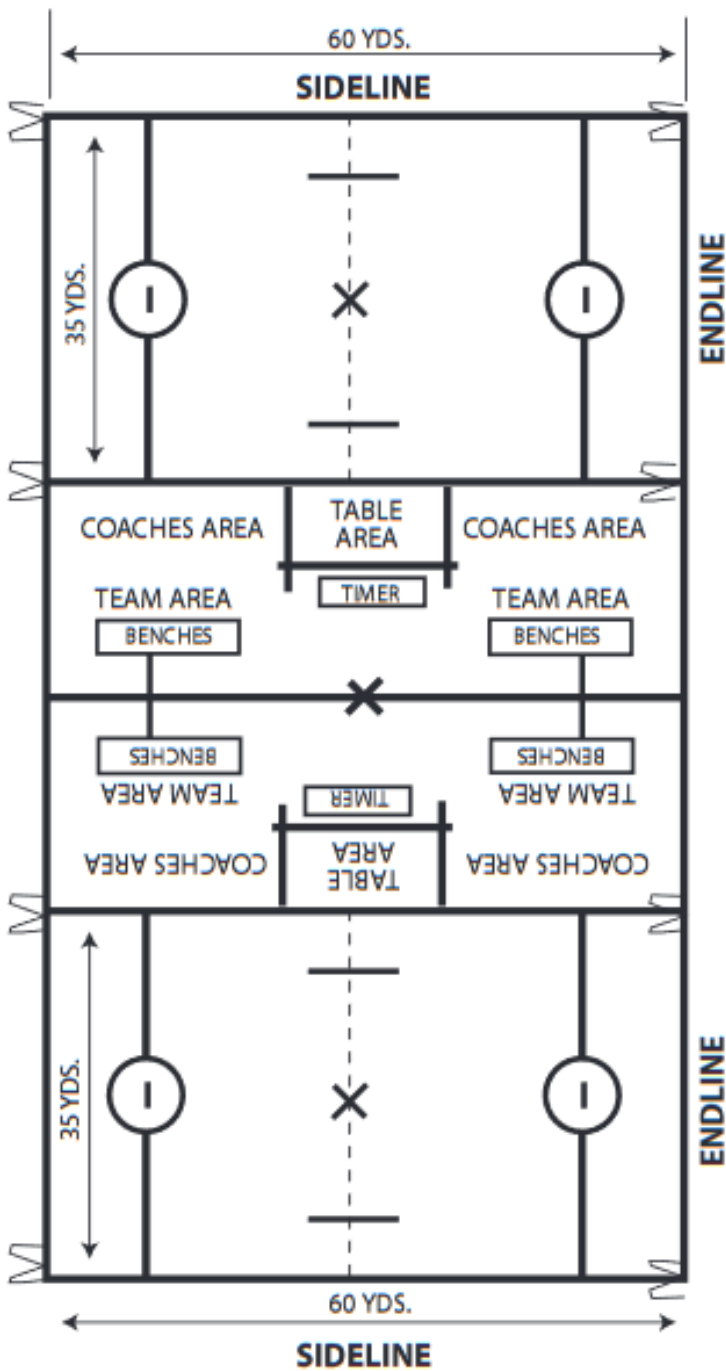 60 YDS.
SIDELINE
35 YDS.
ENDLINE
COACHES AREA
TABLE
AREA
COACHES AREA
TIMER
TEAM AREA
TEAM AREA
BENCHES
BENCHES
BENCHES
BENCHES
TEAM AREA
TIMER
TEAM AREA
COACHES AREA
TABLE
AREA
COACHES AREA
35 YDS.
ENDLINE
60 YDS.
SIDELINE